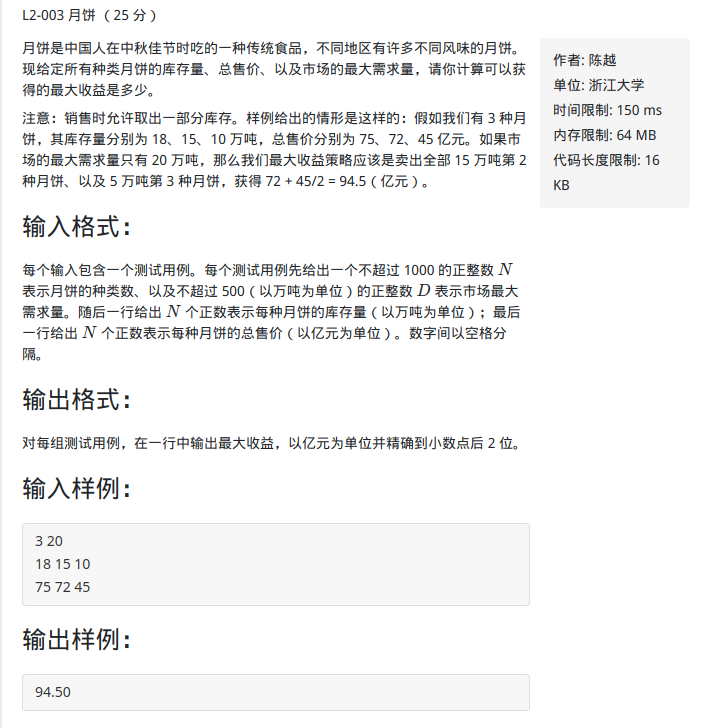 L2-003 月饼 （25 分）
月饼是中国人在中秋佳节时吃的一种传统食品，不同地区有许多不同风味的月饼。
现给定所有种类月饼的库存量、总售价、以及市场的最大需求量，请你计算可以获
得的最大收益是多少。
注意：销售时允许取出一部分库存。样例给出的情形是这样的：假如我们有 3 种月
饼，其库存量分别为 18、15、10 万吨，总售价分别为 75、72、45 亿元。如果市
场的最大需求量只有 20 万吨，那么我们最大收益策略应该是卖出全部 15 万吨第 2
种月饼、以及 5 万吨第 3 种月饼，获得 72 + 45/2 = 94.5（亿元）。
作者: 陈越
单位: 浙江大学
时间限制: 150 ms
内存限制: 64 MB
代码长度限制: 16
KB
输入格式：
每个输入包含一个测试用例。每个测试用例先给出一个不超过 1000 的正整数 N
表示月饼的种类数、以及不超过 500（以万吨为单位）的正整数 D 表示市场最大
需求量。随后一行给出 N 个正数表示每种月饼的库存量（以万吨为单位）；最后
一行给出 N 个正数表示每种月饼的总售价（以亿元为单位）。数字间以空格分
隔。
输出格式：
对每组测试用例，在一行中输出最大收益，以亿元为单位并精确到小数点后 2 位。
输入样例：
3 20
18 15 10
75 72 45
输出样例：
94.50